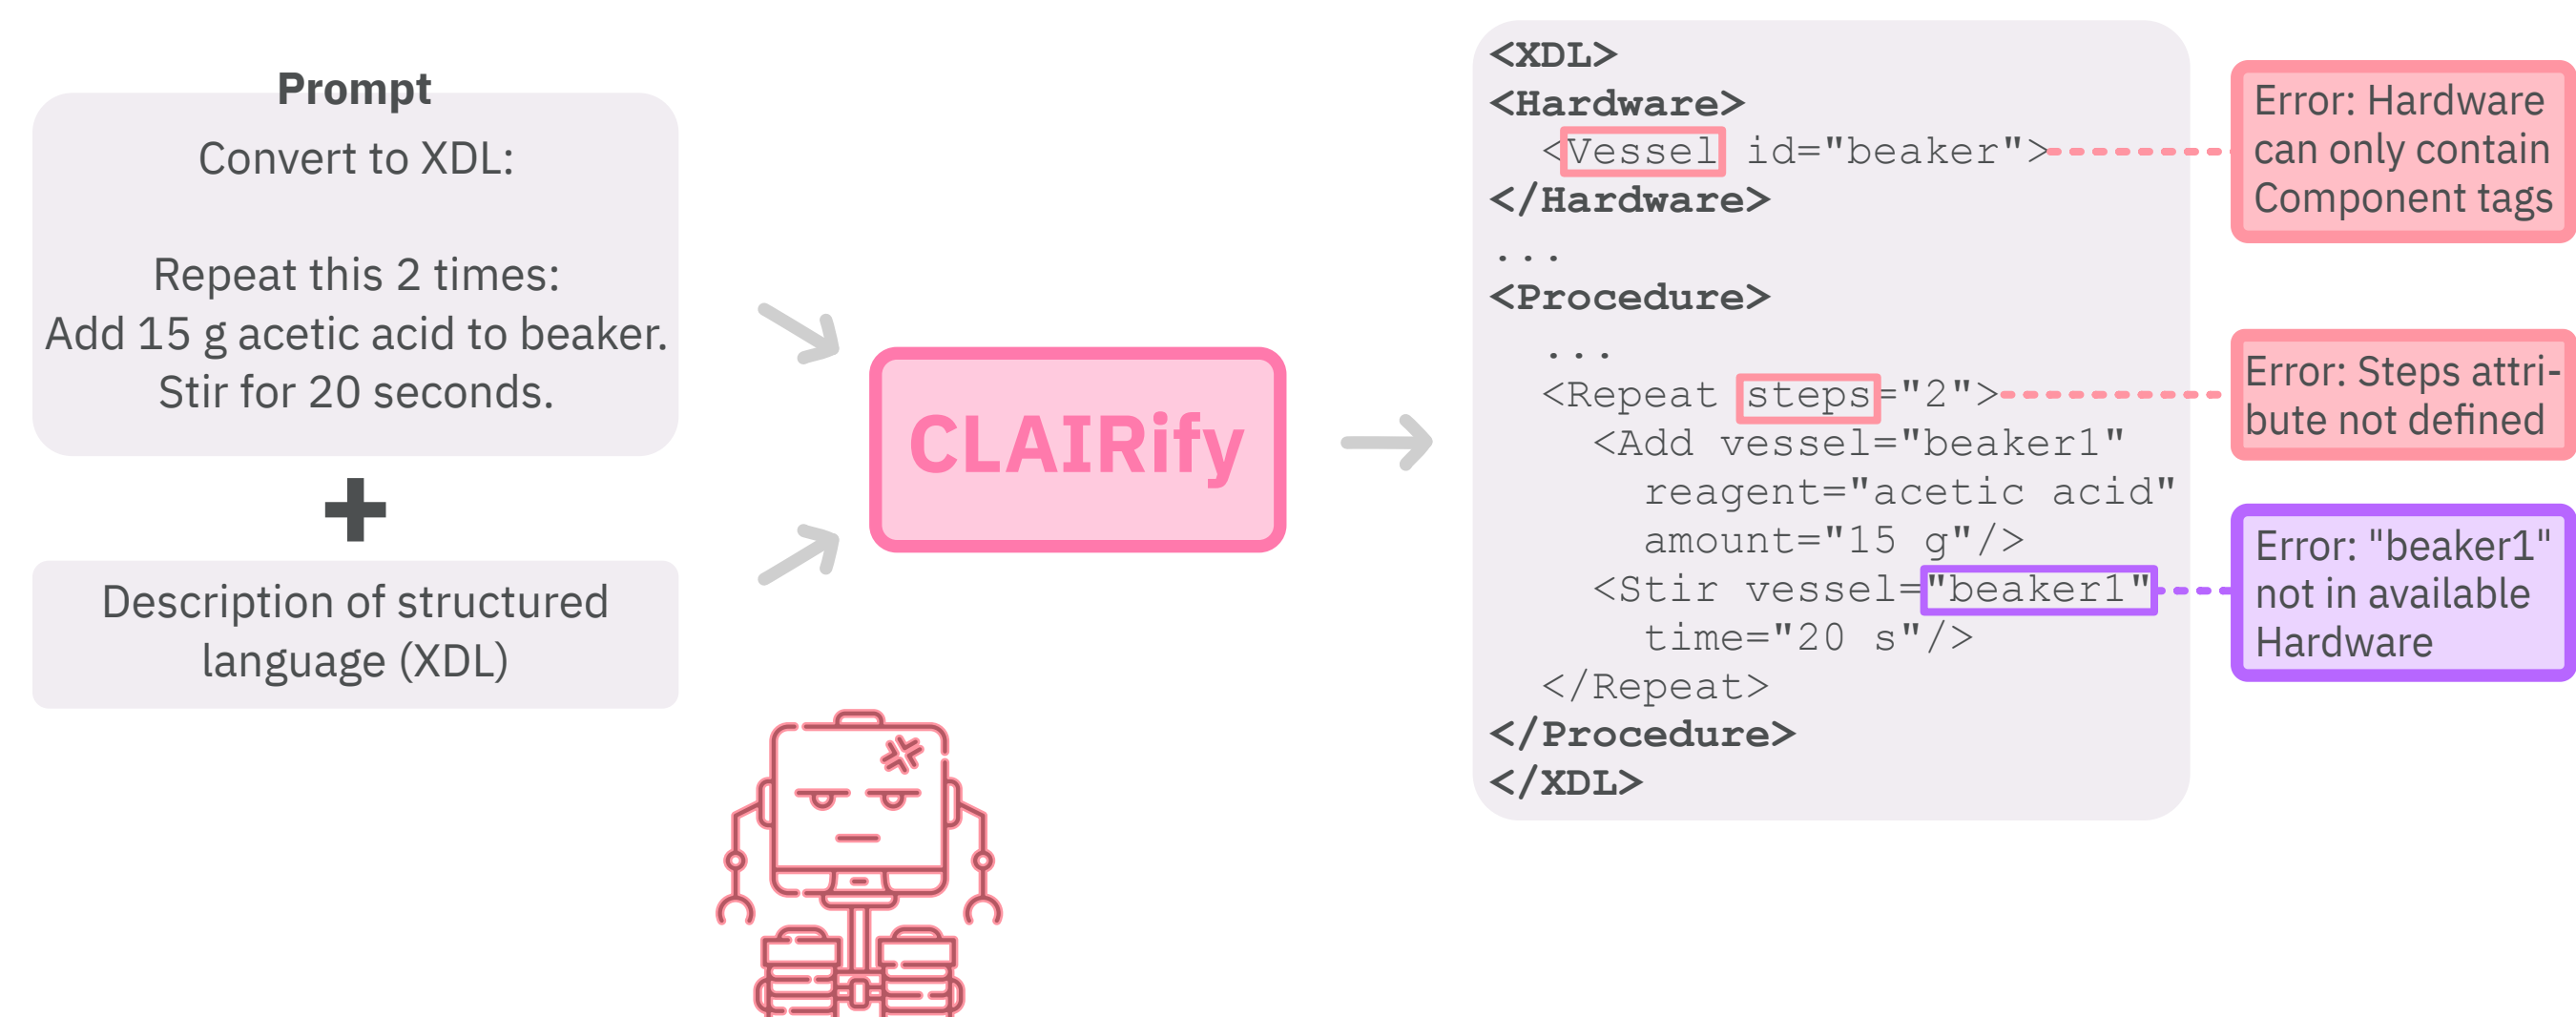 Prompt
Convert to XDL:
Repeat this 2 times:
Add 15 g acetic acid to beaker.
Stir for 20 seconds.
+
Description of structured
language (XDL)
CLAIRify
<XDL>
<Hardware>
<Vessel id="beaker">
</Hardware>
...
<Procedure>
...
<Repeat steps="2">
<Add vessel="beaker1"
reagent="acetic acid"
amount="15 g"/>
<Stir vessel="beaker1"
time="20 s"/>
</Repeat>
</Procedure>
</XDL>
Error: Hardware
can only contain
Component tags
Error: Steps attri-
bute not defined
Error: "beaker1"
not in available
Hardware